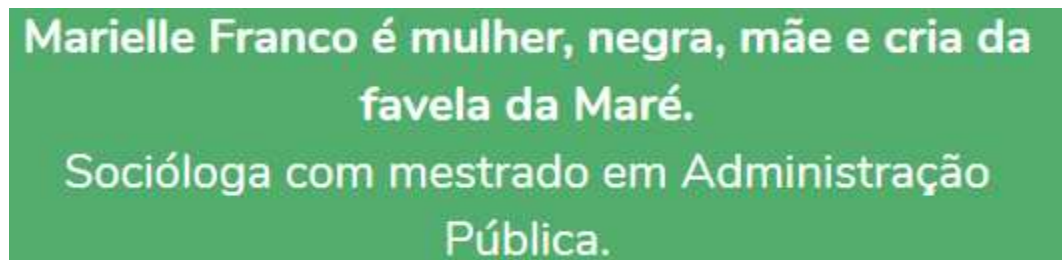 Marielle Franco é mulher, negra, mãe e cria da
favela da Maré.
Socióloga com mestrado em Administração
Pública.